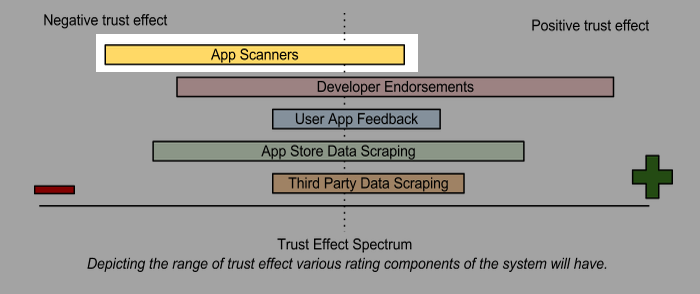 Negative trust effect
Positive trust effect
App Scanners
Developer Endorsements
User App Feedback
App Store Data Scraping
Third Party Data Scraping
Trust Effect Spectrum
Depicting the range of trust effect various rating components of the system will have.